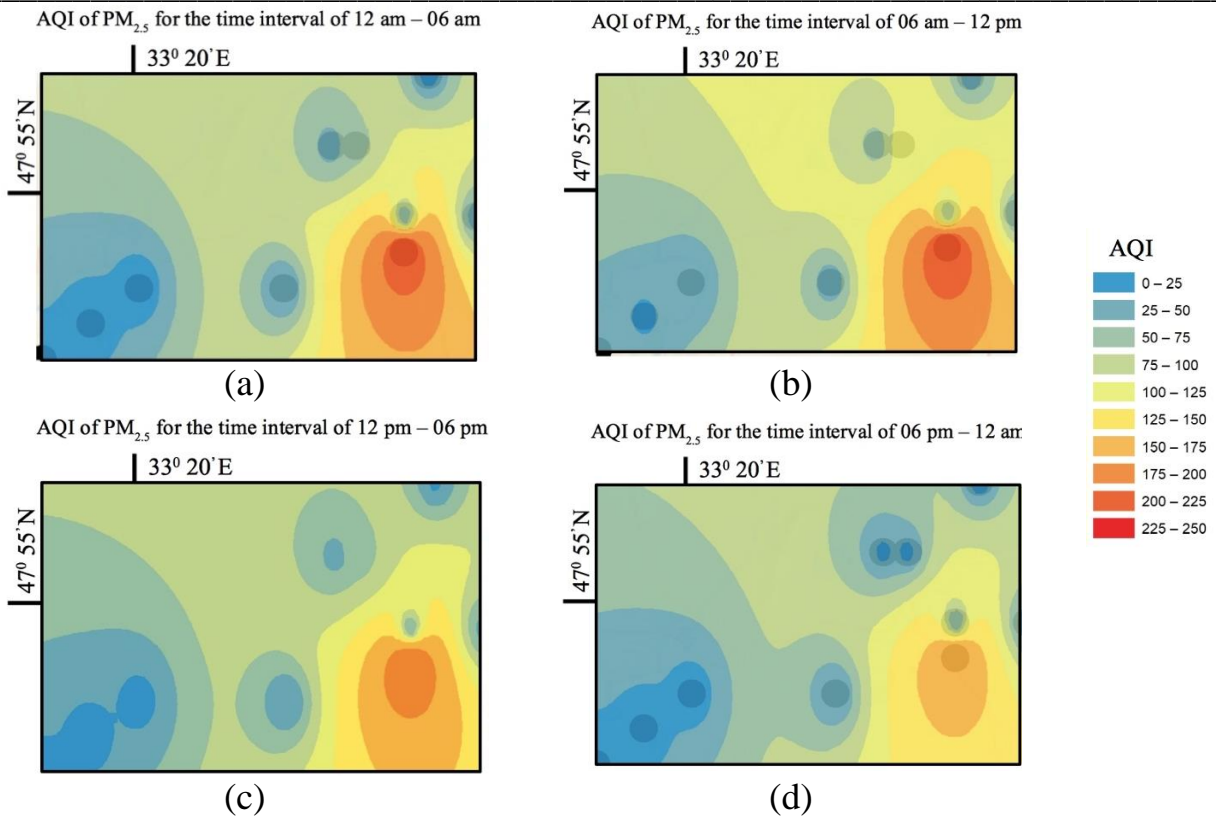 AQI of PM2.5 for the time interval of 12 am – 06 am
33⁰ 20’E
47⁰ 55’N
(a)
AQI of PM2.5 for the time interval of 06 am – 12 pm
33⁰ 20’E
47⁰ 55’N
(b)
AQI of PM2.5 for the time interval of 12 pm – 06 pm
33⁰ 20’E
47⁰ 55’N
(c)
AQI of PM2.5 for the time interval of 06 pm – 12 am
33⁰ 20’E
47⁰ 55’N
(d)
AQI
0 – 25
25 – 50
50 – 75
75 – 100
100 – 125
125 – 150
150 – 175
175 – 200
200 – 225
225 – 250